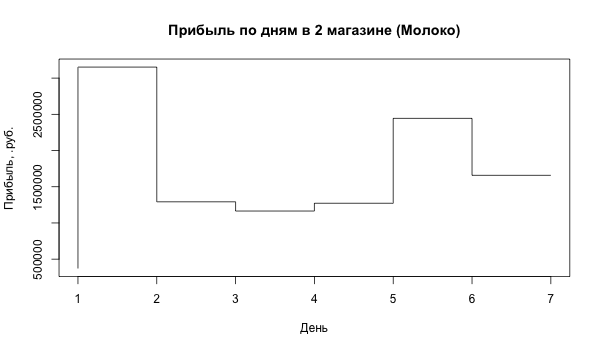 Прибыль по дням в 2 магазине (Молоко)
Прибыль, .руб.
2500000
1500000
500000
1 2 3 4 5 6 7
День